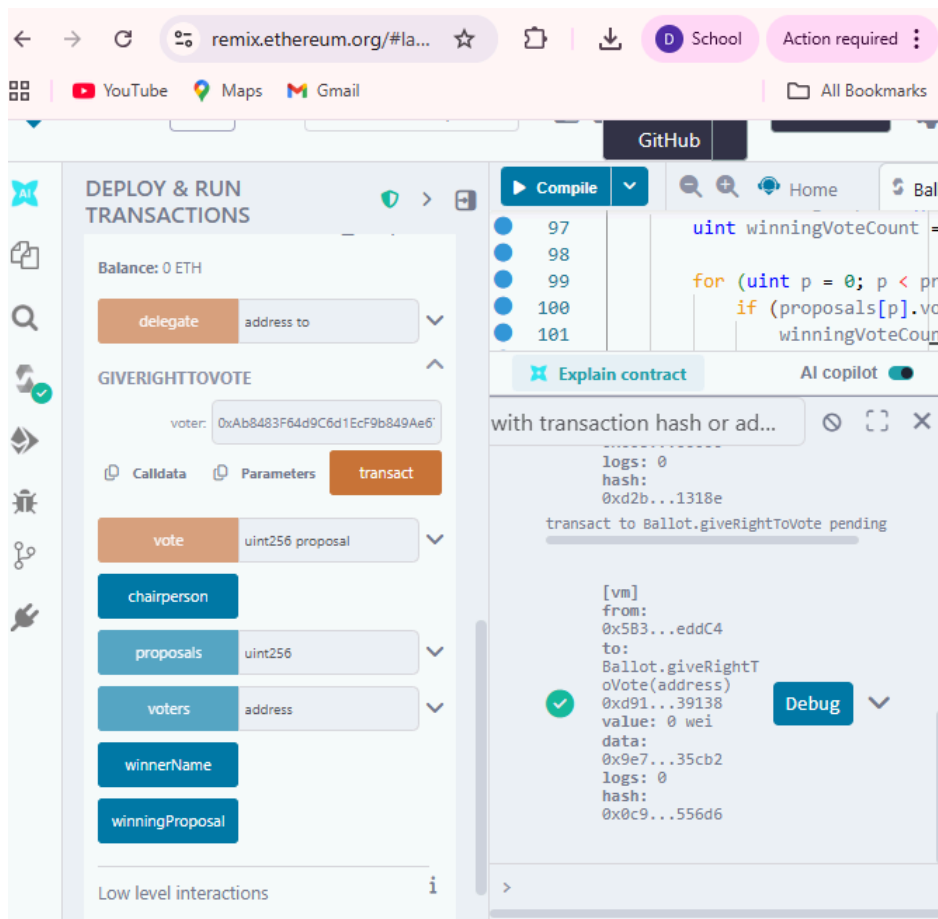 remix.ethereum.org/#la...
D
School
Action required
YouTube
Maps
Gmail
All Bookmarks
GitHub
AI
DEPLOY & RUN
TRANSACTIONS
Balance: 0 ETH
delegate
address to
GIVERIGHTTOVOTE
voter:
0xAb8483F64d9C6d1EcF9b849Ae6
Calldata
Parameters
transact
vote
uint256 proposal
chairperson
proposals
uint256
voters
address
winnerName
winningProposal
Low level interactions
i
Compile
Home
S Bal
97 uint winningVoteCount =
98
99 for (uint p = 0; p < pr
100 if (proposals[p].vo
101 winningVoteCoun
Explain contract
AI copilot
with transaction hash or ad...
logs: 0
hash:
0xd2b...1318e
transact to Ballot.giveRightToVote pending
[vm]
from:
0x5B3...eddC4
to:
Ballot.giveRightT
oVote(address)
0xd91...39138
value: 0 wei
data:
0x9e7...35cb2
logs: 0
hash:
0x0c9...556d6
Debug
>